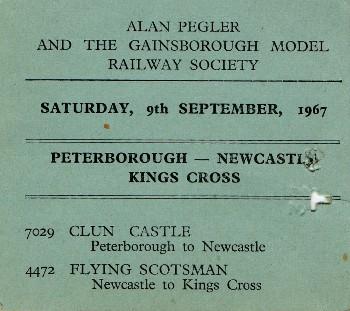 ALAN PEGLER
AND THE GAINSBOROUGH MODEL
RAILWAY SOCIETY
SATURDAY, 9th SEPTEMBER, 1967
PETERBOROUGH — NEWCASTLE
KINGS CROSS
7029 CLUN CASTLE
Peterborough to Newcastle
4472 FLYING SCOTSMAN
Newcastle to Kings Cross